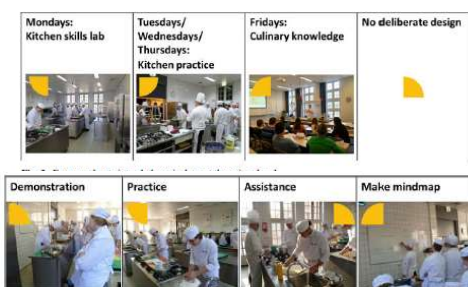 Mondays:
Kitchen skills lab
Tuesdays/
Wednesdays/
Thursdays:
Kitchen practice
Fridays:
Culinary knowledge
No deliberate design
Demonstration
Practice
Assistance
Make mindmap